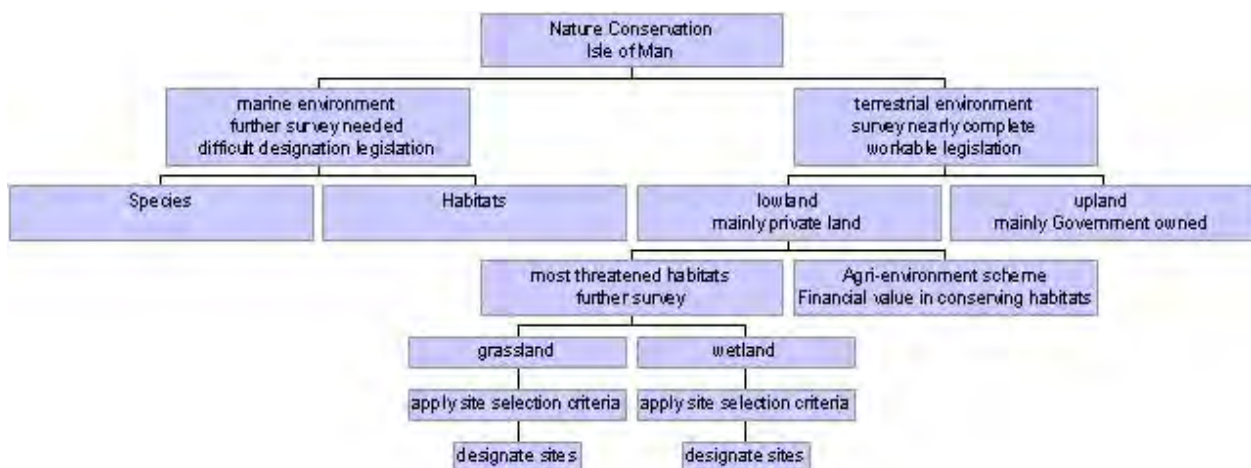 Nature Conservation
Isle of Man
marine environment
further survey needed
difficult designation legislation
terrestrial environment
survey nearly complete
workable legislation
Species
Habitats
lowland
mainly private land
upland
mainly Government owned
most threatened habitats
further survey
Agri-environment scheme
Financial value in conserving habitats
grassland
wetland
apply site selection criteria
apply site selection criteria
designate sites
designate sites